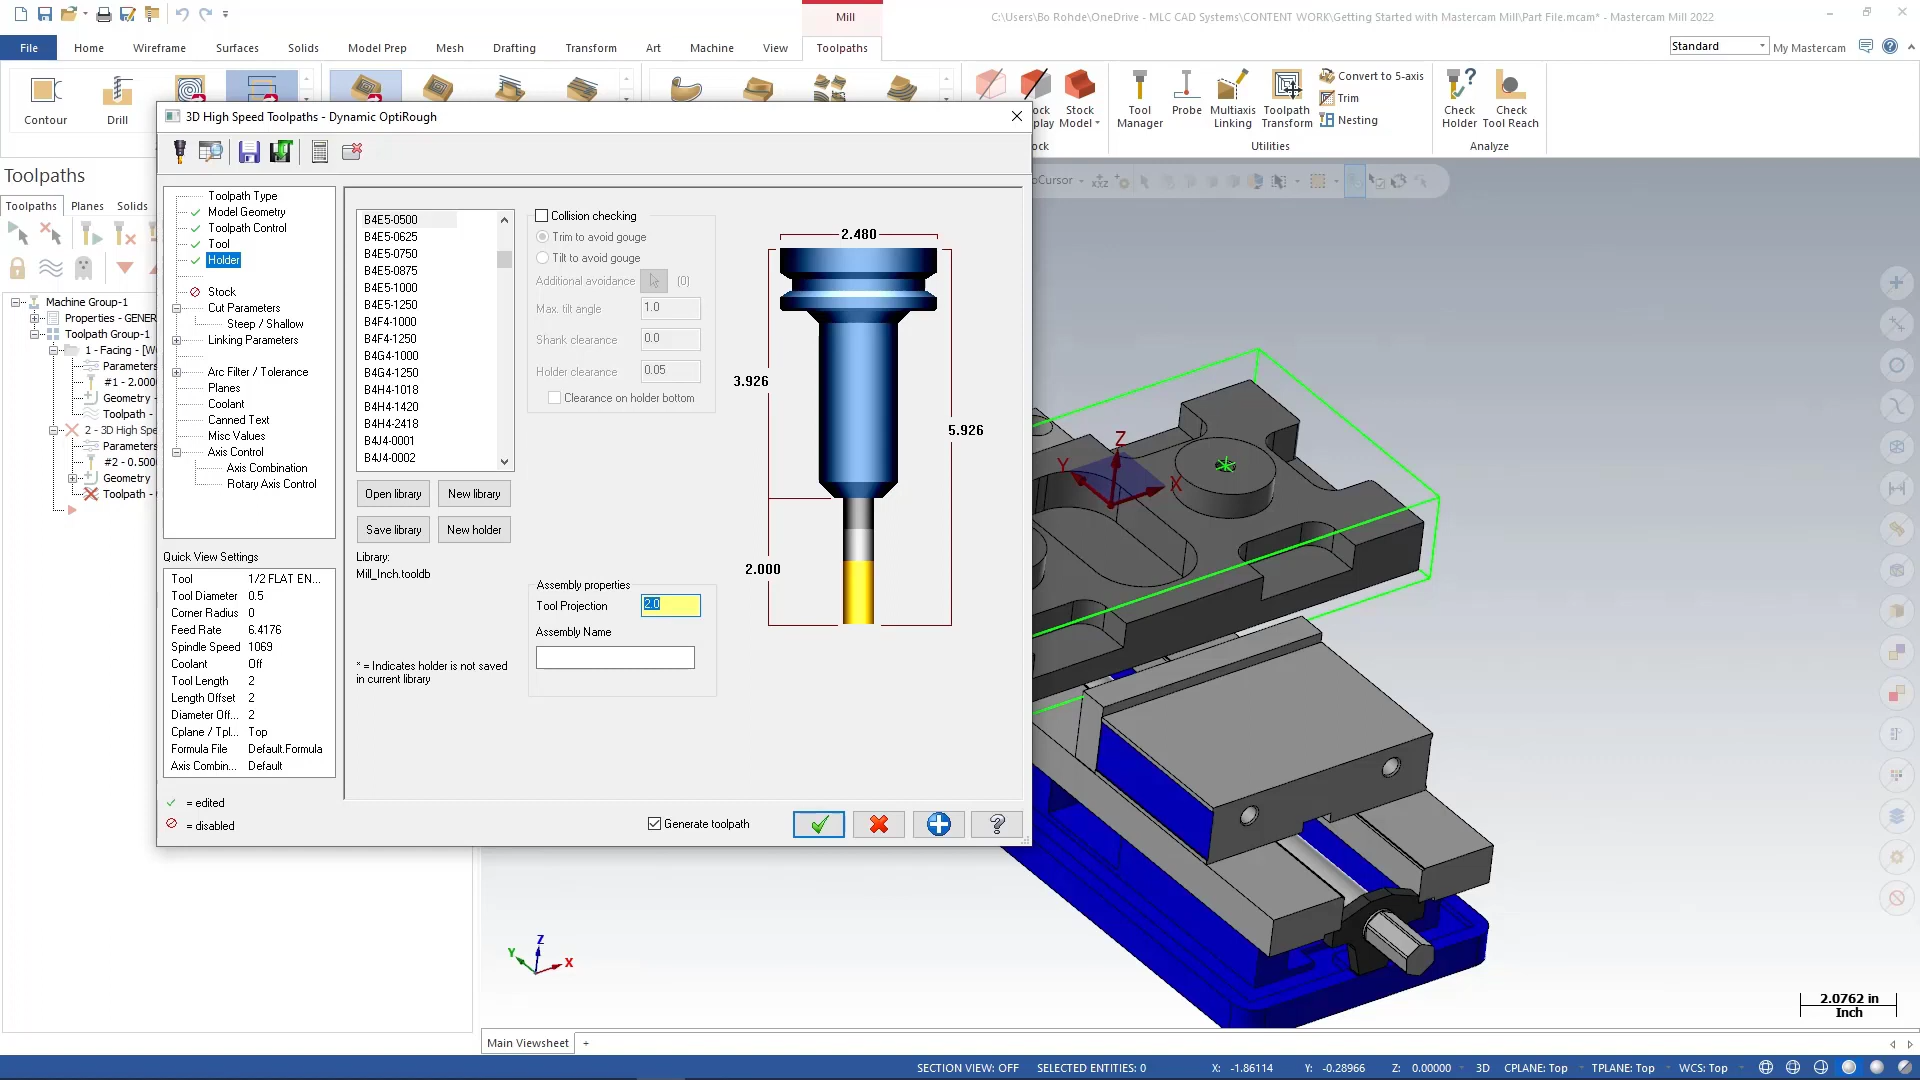 Mill
C:\Users\Bo Rohde\OneDrive - MLC CAD Systems\CONTENT WORK\Getting Started with Mastercam Mill\Part File.mcam* - Mastercam Mill 2022
File Home Wireframe Surfaces Solids Model Prep Mesh Drafting Transform Art Machine View Toolpaths
Standard My Mastercam
Contour Drill
Stock Model
Tool Manager Probe Multiaxis Linking Toolpath Transform
Convert to 5-axis
Trim
Nesting
Check Holder Check Tool Reach
Utilities Analyze
3D High Speed Toolpaths - Dynamic OptiRough
Toolpaths
Toolpaths Planes Solids
Machine Group-1
Properties - GENER
Toolpath Group-1
1 - Facing - [W
Parameters
#1 - 2.000
Geometry -
Toolpath -
2 - 3D High Spe
Parameters
#2 - 0.500
Geometry
Toolpath -
Toolpath Type
Model Geometry
Toolpath Control
Tool
Holder
Stock
Cut Parameters
Steep / Shallow
Linking Parameters
Arc Filter / Tolerance
Planes
Coolant
Canned Text
Misc Values
Axis Control
Axis Combination
Rotary Axis Control
Quick View Settings
Tool 1/2 FLAT EN...
Tool Diameter 0.5
Corner Radius 0
Feed Rate 6.4176
Spindle Speed 1069
Coolant Off
Tool Length 2
Length Offset 2
Diameter Off... 2
Cplane / Tpl... Top
Formula File Default.Formula
Axis Combin... Default
= edited
= disabled
B4E5-0500
B4E5-0625
B4E5-0750
B4E5-0875
B4E5-1000
B4E5-1250
B4F4-1000
B4F4-1250
B4G4-1000
B4G4-1250
B4H4-1018
B4H4-1420
B4H4-2418
B4J4-0001
B4J4-0002
Open library New library
Save library New holder
Library:
Mill_Inch.tooldb
* = Indicates holder is not saved
in current library
Collision checking
Trim to avoid gouge
Tilt to avoid gouge
Additional avoidance (0)
Max. tilt angle 1.0
Shank clearance 0.0
Holder clearance 0.05
Clearance on holder bottom
Assembly properties
Tool Projection 2.0
Assembly Name
2.480
3.926
5.926
2.000
Generate toolpath
Z
Y
X
Z
Y
X
2.0762 in
Inch
Main Viewsheet +
SECTION VIEW: OFF SELECTED ENTITIES: 0 X: -1.86114 Y: -0.28966 Z: 0.00000 3D CPLANE: Top TPLANE: Top WCS: Top